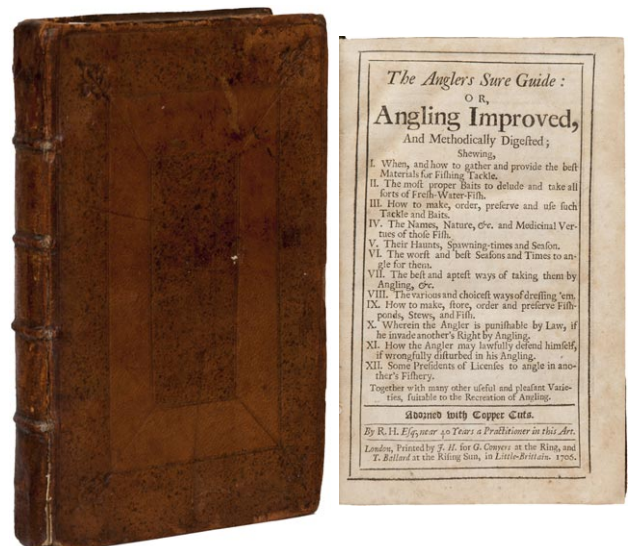 The Anglers Sure Guide:
OR,
Angling Improved,
And Methodically Digeſted;
Shewing,
I. When, and how to gather and provide the beſt
Materials for Fiſhing Tackle.
II. The moſt proper Baits to delude and take all
ſorts of Freſh-Water-Fiſh.
III. How to make, order, preſerve and uſe ſuch
Tackle and Baits.
IV. The Names, Nature, &c. and Medicinal Ver-
tues of thoſe Fiſh.
V. Their Haunts, Spawning-times and Seaſon.
VI. The worſt and beſt Seaſons and Times to an-
gle for them.
VII. The beſt and apteſt ways of taking them by
Angling, &c.
VIII. The various and choiceſt ways of dreſſing 'em.
IX. How to make, ſtore, order and preſerve Fiſh-
ponds, Stews, and Fiſh.
X. Wherein the Angler is puniſhable by Law, if
he invade another's Right by Angling.
XI. How the Angler may lawfully defend himſelf,
if wrongfully diſturbed in his Angling.
XII. Some Preſidents of Licenſes to angle in ano-
ther's Fiſhery.
Together with many other uſeful and pleaſant Varie-
ties, ſuitable to the Recreation of Angling.
Adorned with Copper Cuts.
By R. H. Eſq; near 40 Years a Practitioner in this Art.
London, Printed by J. H. for G. Conyers at the Ring, and
T. Ballard at the Riſing Sun, in Little-Brittain. 1706.